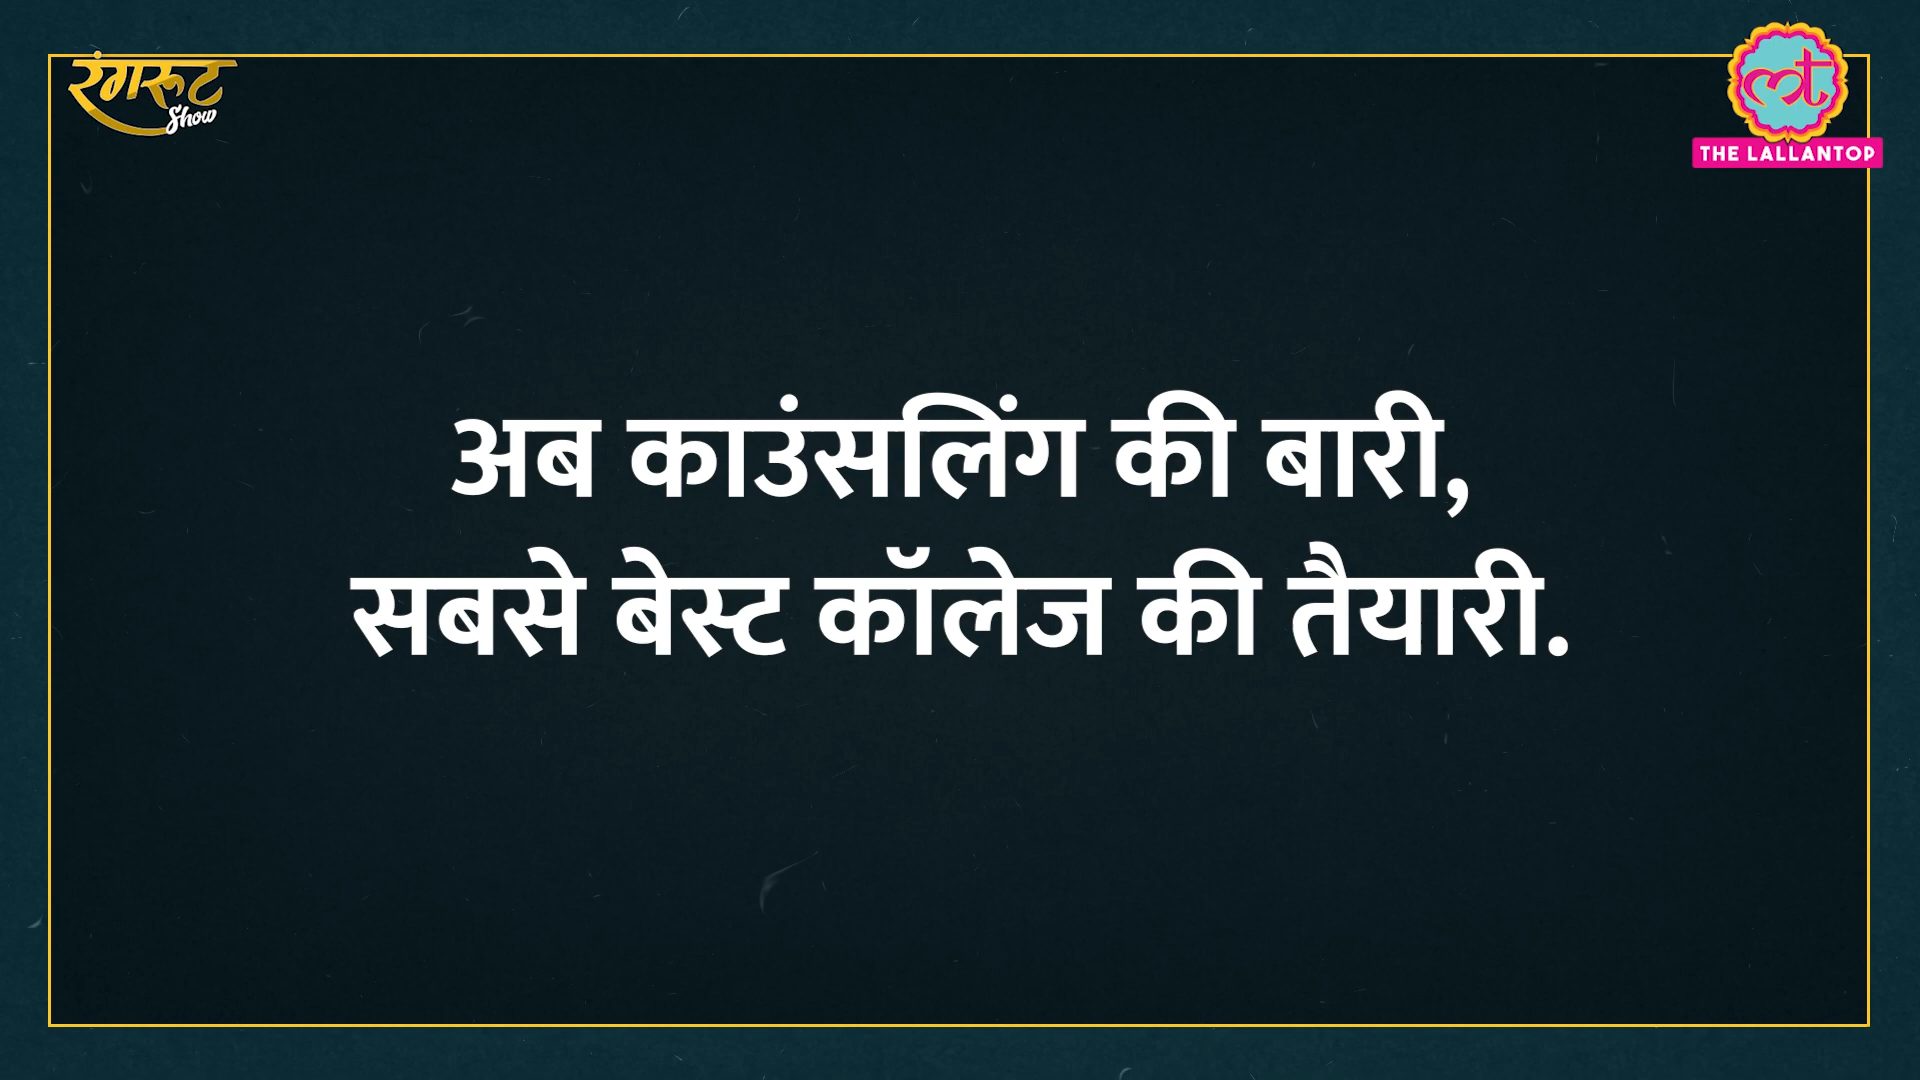 रंगरूट
Show
THE LALLANTOP
अब काउंसलिंग की बारी,
सबसे बेस्ट कॉलेज की तैयारी.